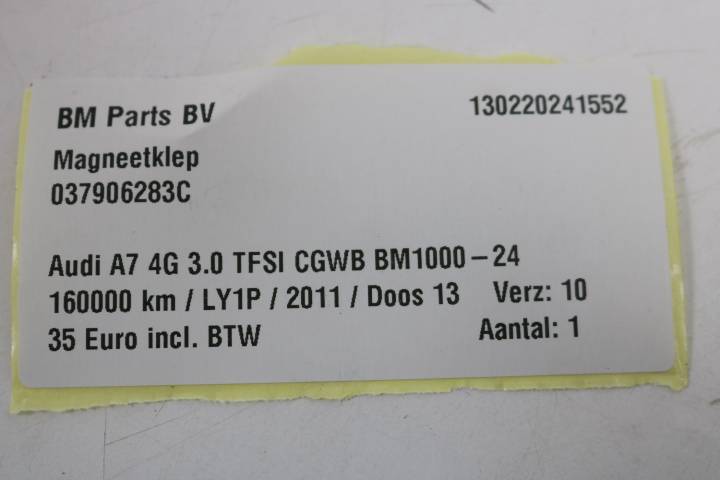 BM Parts BV 130220241552
Magneetklep
037906283C
Audi A7 4G 3.0 TFSI CGWB BM1000-24
160000 km / LY1P / 2011 / Doos 13 Verz: 10
35 Euro incl. BTW Aantal: 1